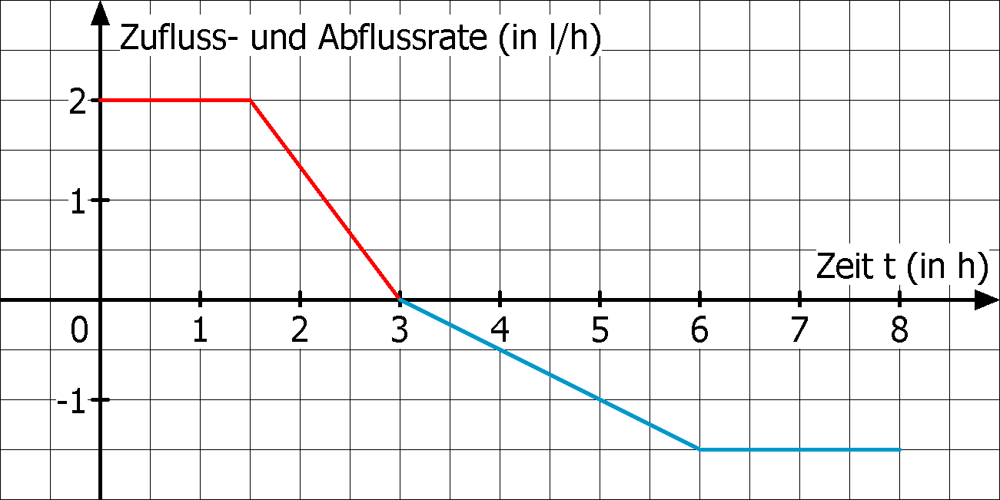 Zufluss- und Abflussrate (in l/h)
2
1
Zeit t (in h)
0 1 2 3 4 5 6 7 8
-1